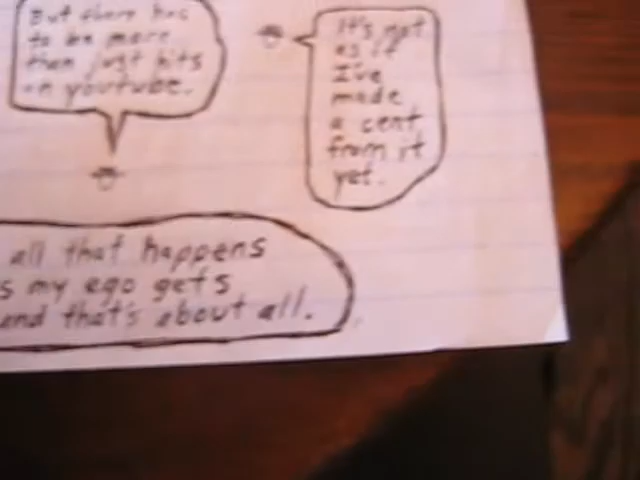 But there has
to be more
than just hits
on youtube.
It's not
as if
I've
made
a cent
from it
yet.
all that happens
s my ego gets
and that's about all.